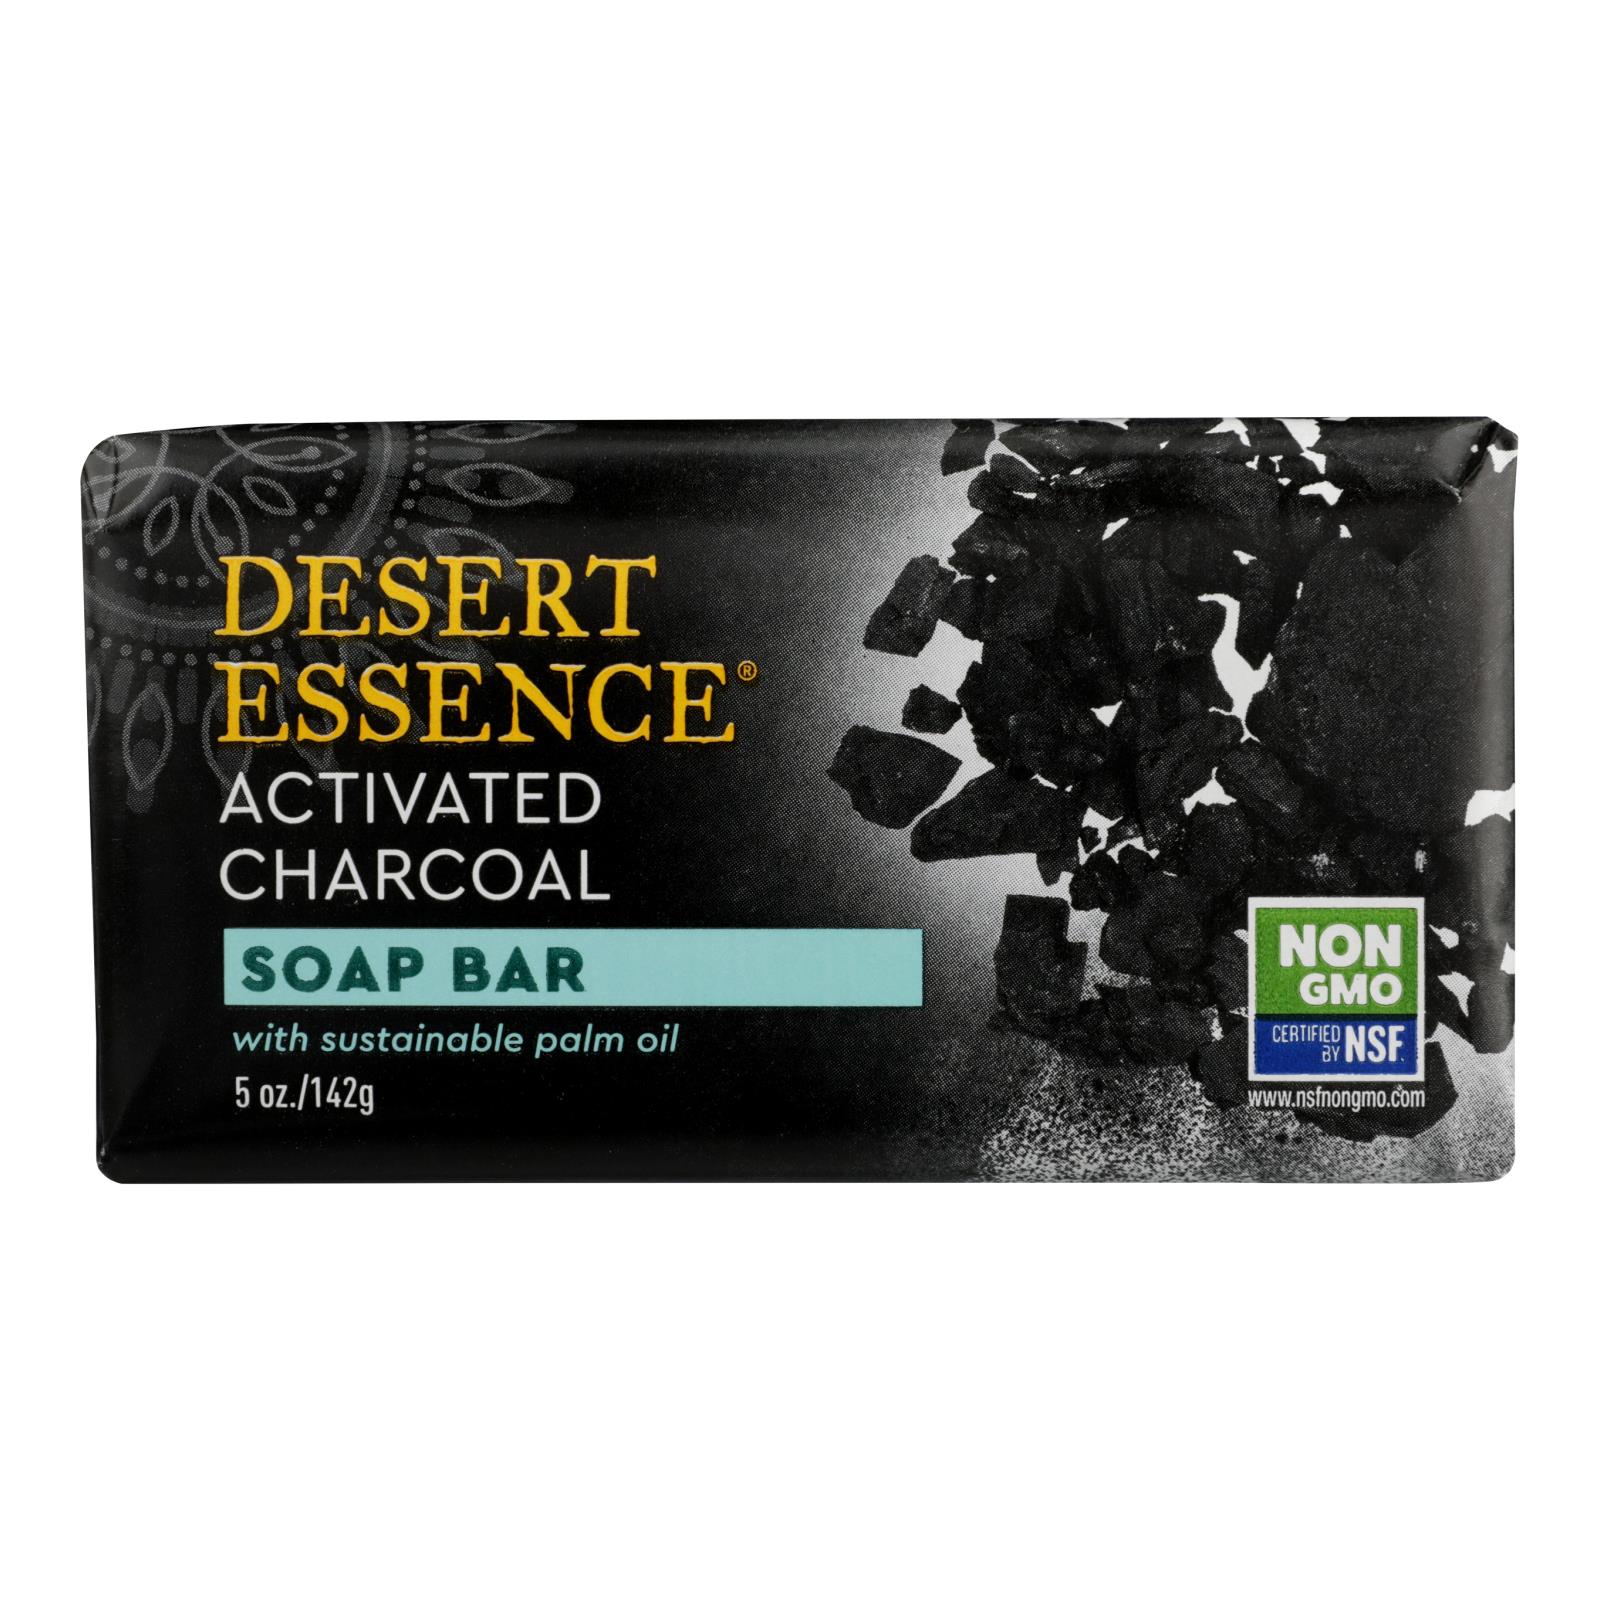 DESERT
ESSENCE®
ACTIVATED
CHARCOAL
SOAP BAR
with sustainable palm oil
5 oz./142g
NON
GMO
CERTIFIED
BY NSF.
www.nsfnongmo.com